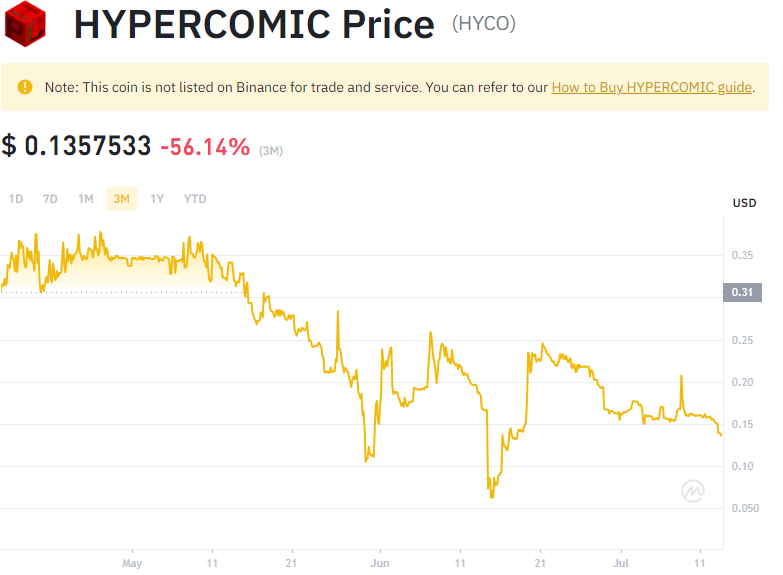 HYPERCOMIC Price (HYCO)
Note: This coin is not listed on Binance for trade and service. You can refer to our How to Buy HYPERCOMIC guide.
$ 0.1357533 -56.14% (3M)
1D 7D 1M 3M 1Y YTD
USD
0.35
0.31
0.25
0.20
0.15
0.10
0.050
May 11 21 Jun 11 21 Jul 11